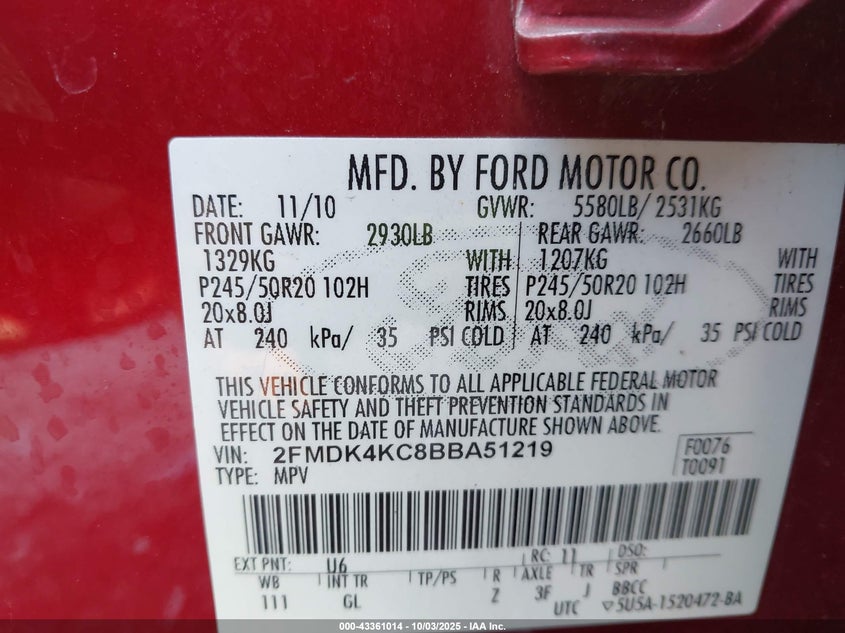 MFD. BY FORD MOTOR CO.
DATE: 11/10 GVWR: 5580LB/ 2531KG
FRONT GAWR: 2930LB REAR GAWR: 2660LB
1329KG WITH 1207KG WITH
P245/50R20 102H TIRES P245/50R20 102H TIRES
20x8.0J RIMS 20x8.0J RIMS
AT 240 kPa/ 35 PSI COLD AT 240 kPa/ 35 PSI COLD
THIS VEHICLE CONFORMS TO ALL APPLICABLE FEDERAL MOTOR
VEHICLE SAFETY AND THEFT PREVENTION STANDARDS IN
EFFECT ON THE DATE OF MANUFACTURE SHOWN ABOVE.
VIN: 2FMDK4KC8BBA51219 F0076
TYPE: MPV T0091
EXT PNT: U6 RC: 11 DSO:
WB INT TR TP/PS R AXLE TR SPR
111 GL Z 3F J BBCC
UTC ▽5U5A-1520472-BA
000-43361014 - 10/03/2025 - IAA Inc.